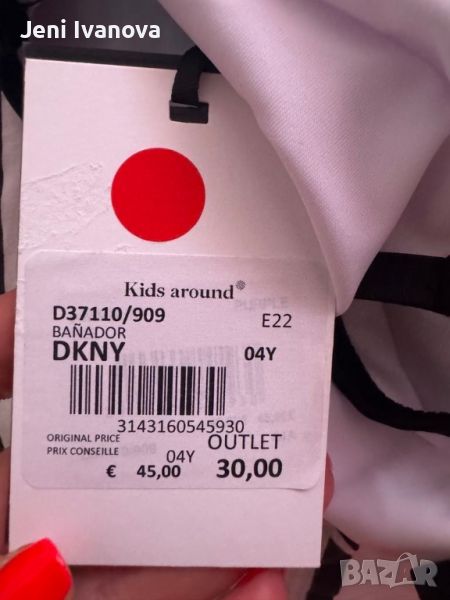 Jeni Ivanova
Kids around
D37110/909 E22
BAÑADOR
DKNY 04Y
3143160545930
ORIGINAL PRICE OUTLET
PRIX CONSEILLE 04Y
€ 45,00 30,00
BAZAR